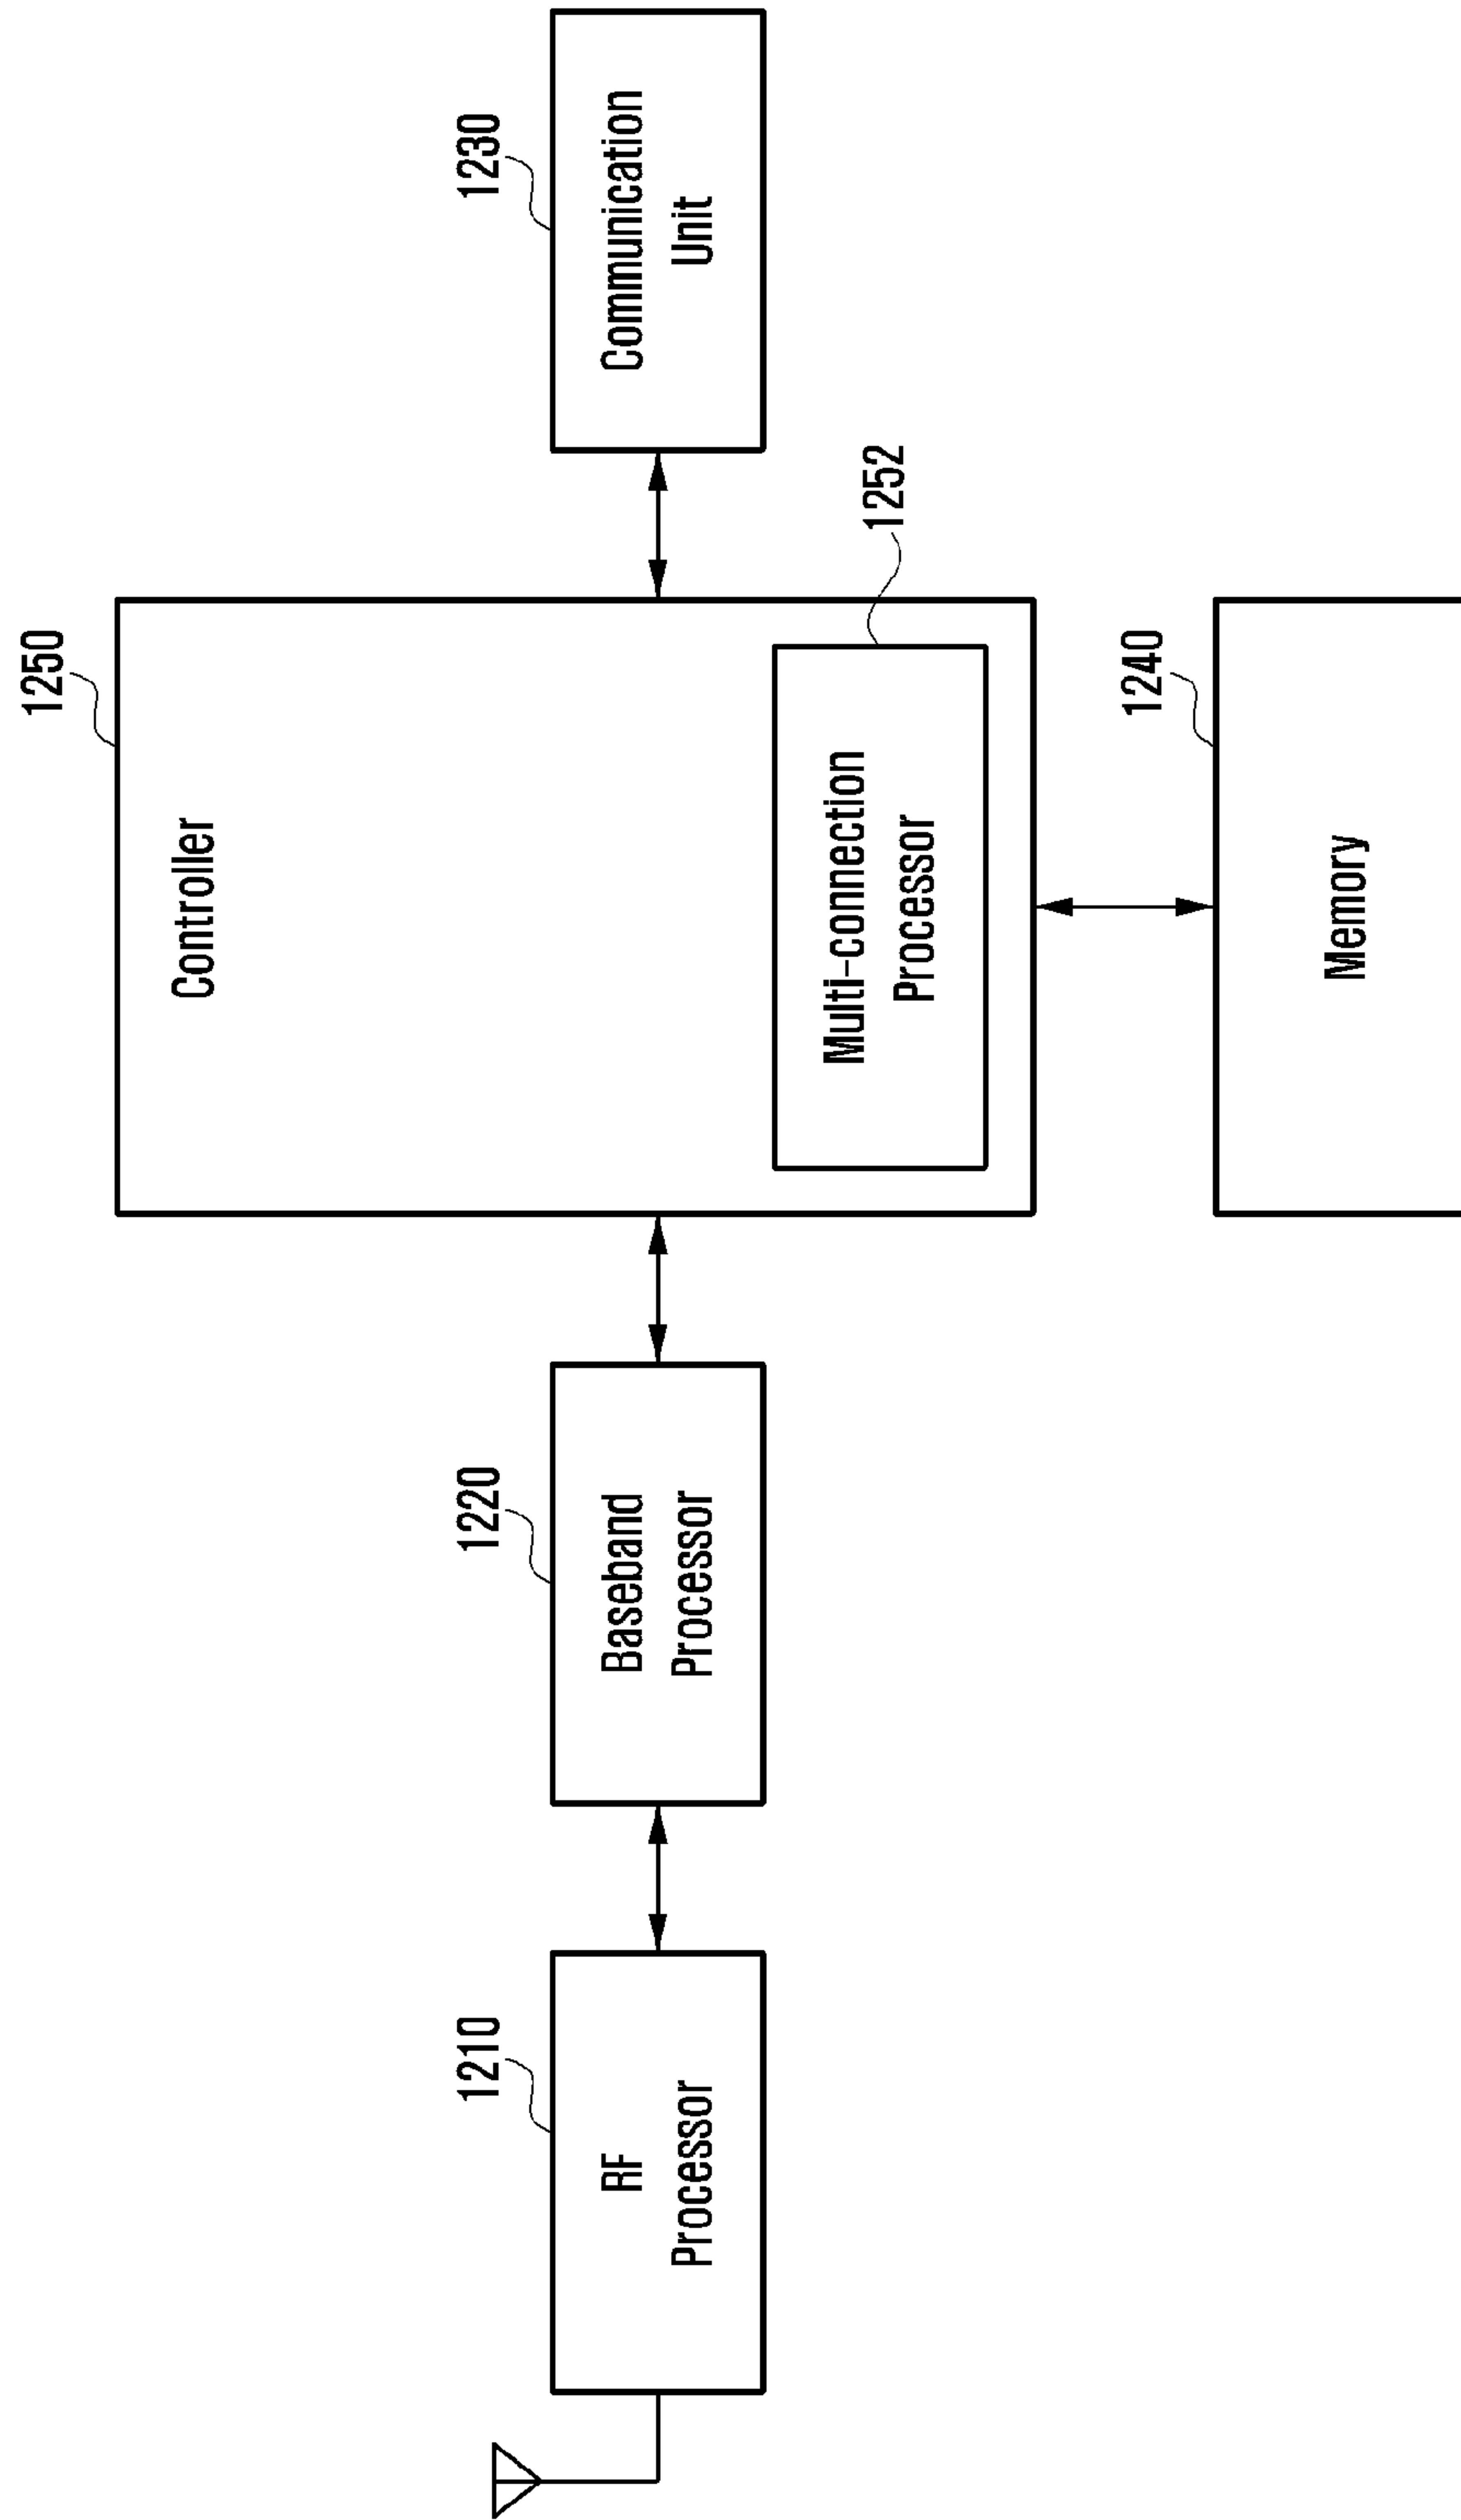 1250
Controller
1210
RF
Processor
1220
Baseband
Processor
1230
Communication
Unit
1252
Multi-connection
Processor
1240
Memory